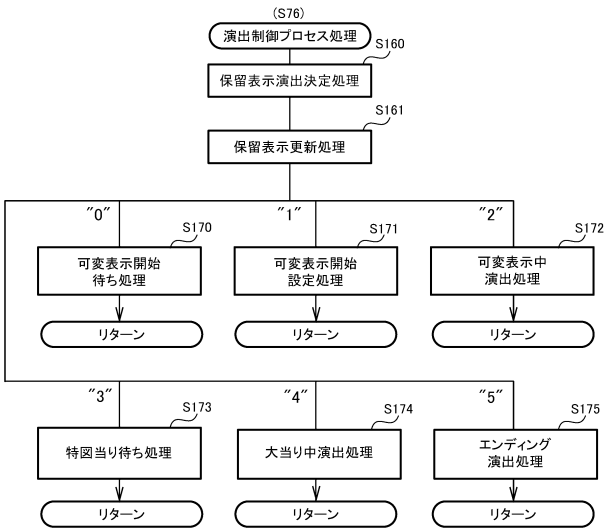 (S76)
演出制御プロセス処理
S160
保留表示演出決定処理
S161
保留表示更新処理
"0"
"1"
"2"
S170
可変表示開始
待ち処理
S171
可変表示開始
設定処理
S172
可変表示中
演出処理
リターン
リターン
リターン
"3"
"4"
"5"
S173
特図当り待ち処理
S174
大当り中演出処理
S175
エンディング
演出処理
リターン
リターン
リターン